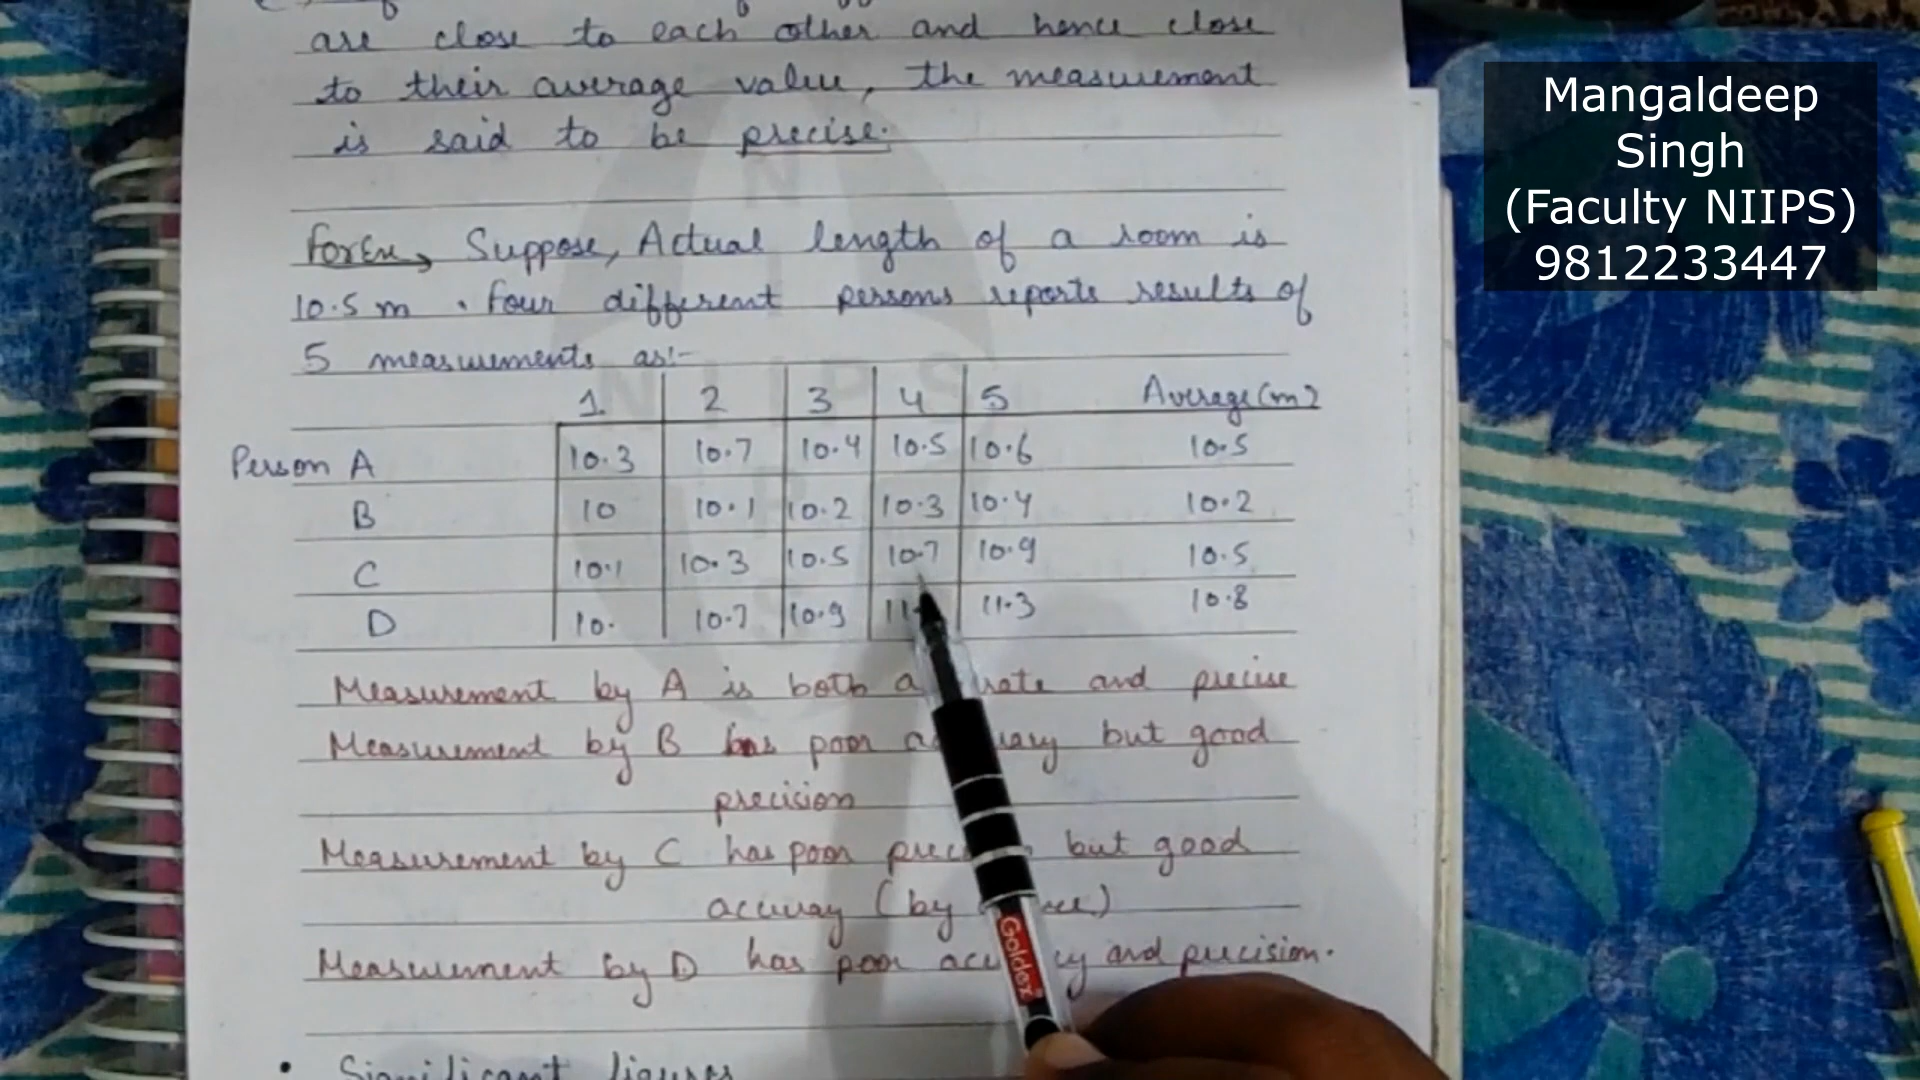 are close to each other and hence close
to their average value, the measurement
is said to be precise.
For Ex → Suppose, Actual length of a room is
10.5 m . Four different persons reports results of
5 measurements as:-
1. 2 3 4 5 Average (m)
Person A 10.3 10.7 10.4 10.5 10.6 10.5
B 10 10.1 10.2 10.3 10.4 10.2
C 10.1 10.3 10.5 10.7 10.9 10.5
D 10. 10.7 10.9 11. 11.3 10.8
Measurement by A is both and precise
Measurement by B has poor but good
precision
Measurement by C has poor but good
accuracy (by
Measurement by D has poor and precision.
• Significant figures
Mangaldeep
Singh
(Faculty NIIPS)
9812233447
NIIPS
Goldex